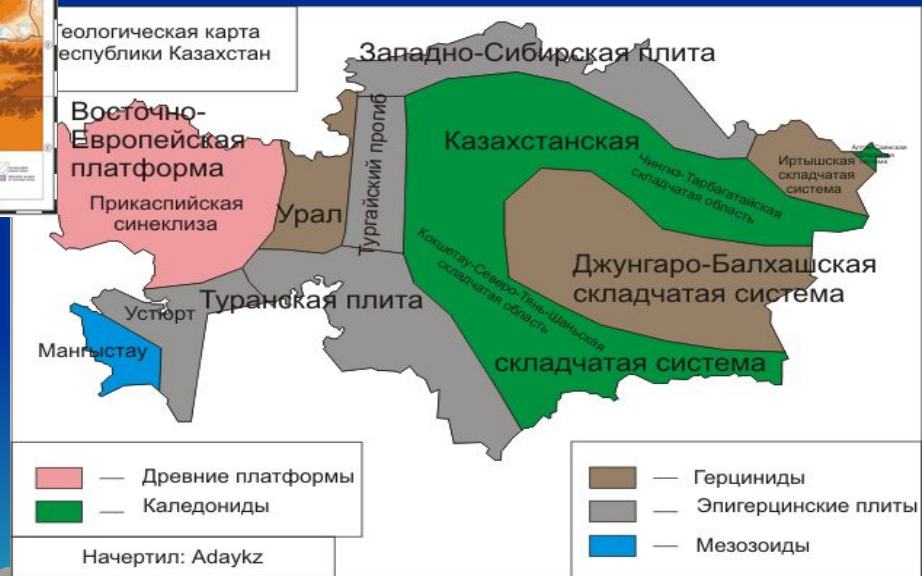 еологическая карта
еспублики Казахстан
Западно-Сибирская плита
Восточно-
Европейская
платформа
Прикаспийская
синеклиза
Урал
Тургайский прогиб
Казахстанская
Чингиз-Тарбагатайская
складчатая область
Иртышская
складчатая
система
Кокшетау-Северо-Тянь-Шаньская
складчатая область
Джунгаро-Балхашская
складчатая система
Туранская плита
Устюрт
Мангыстау
складчатая система
— Древние платформы
— Каледониды
Начертил: Adaykz
— Герциниды
— Эпигерцинские плиты
— Мезозоиды